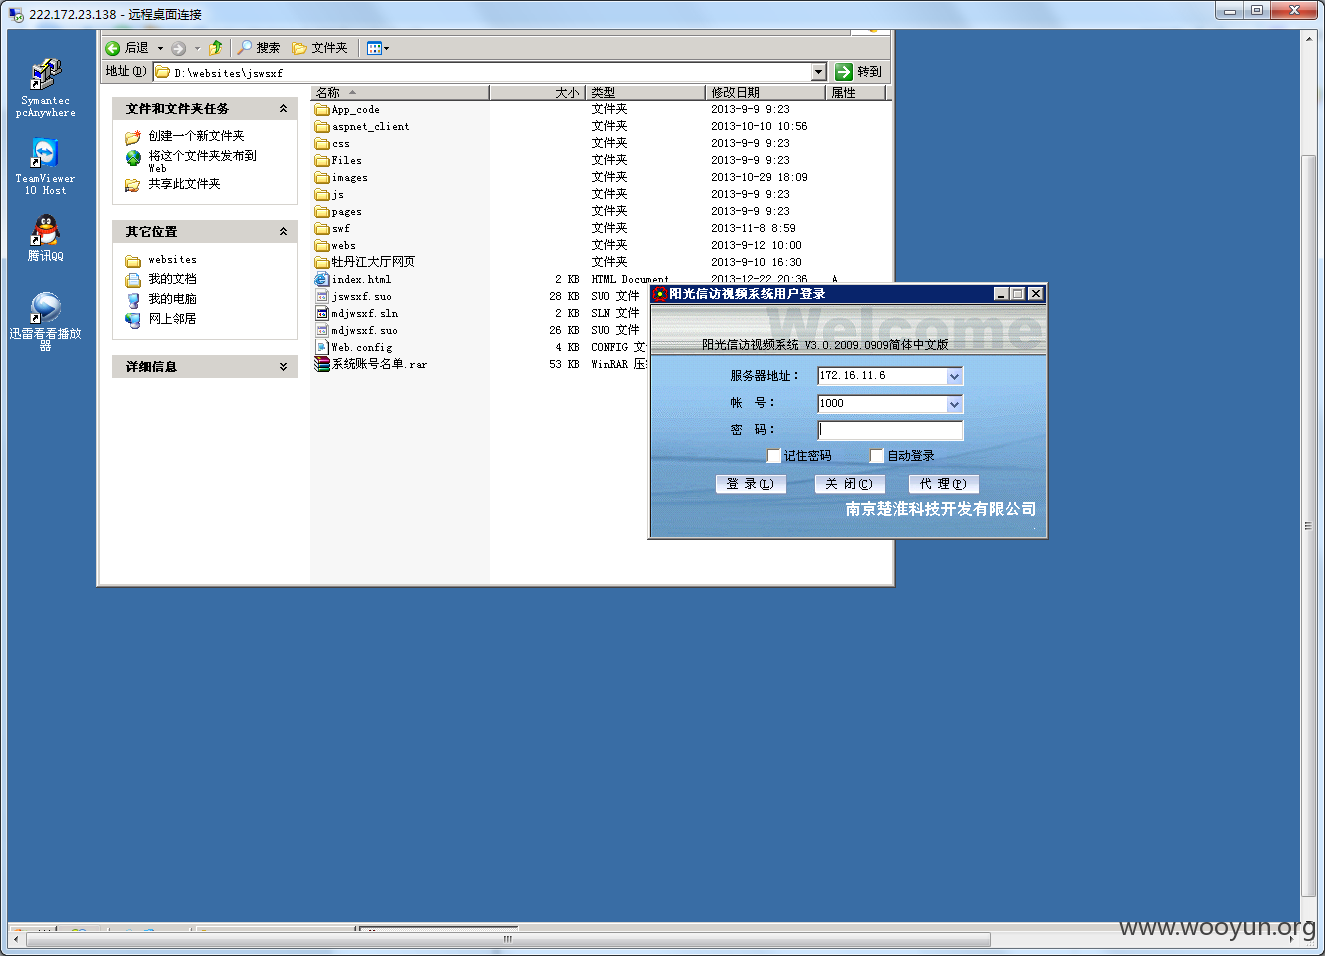 222.172.23.138 - 远程桌面连接
Symantec
pcAnywhere
TeamViewer
10 Host
腾讯QQ
迅雷看看播放
器
后退 搜索 文件夹
地址(D) D:\websites\jswsxf 转到
文件和文件夹任务
创建一个新文件夹
将这个文件夹发布到
Web
共享此文件夹
其它位置
websites
我的文档
我的电脑
网上邻居
详细信息
名称 大小 类型 修改日期 属性
App_code 文件夹 2013-9-9 9:23
aspnet_client 文件夹 2013-10-10 10:56
css 文件夹 2013-9-9 9:23
Files 文件夹 2013-9-9 9:23
images 文件夹 2013-10-29 18:09
js 文件夹 2013-9-9 9:23
pages 文件夹 2013-9-9 9:23
swf 文件夹 2013-11-8 8:59
webs 文件夹 2013-9-12 10:00
牡丹江大厅网页 文件夹 2013-9-10 16:30
index.html 2 KB HTML Document 2013-12-22 20:36 A
jswsxf.suo 28 KB SUO 文件
mdjwsxf.sln 2 KB SLN 文件
mdjwsxf.suo 26 KB SUO 文件
Web.config 4 KB CONFIG 文
系统账号名单.rar 53 KB WinRAR 压
阳光信访视频系统用户登录
Welcome
阳光信访视频系统 V3.0.2009.0909简体中文版
服务器地址： 172.16.11.6
帐 号： 1000
密 码：
记住密码 自动登录
登 录(L) 关 闭(C) 代 理(P)
南京楚淮科技开发有限公司
www.wooyun.org